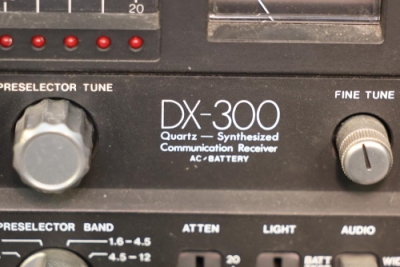 20
PRESELECTOR TUNE
DX-300
FINE TUNE
Quartz — Synthesized
Communication Receiver
AC/BATTERY
PRESELECTOR BAND
ATTEN
LIGHT
AUDIO
1.6-4.5
4.5-12
20
BATT
WID